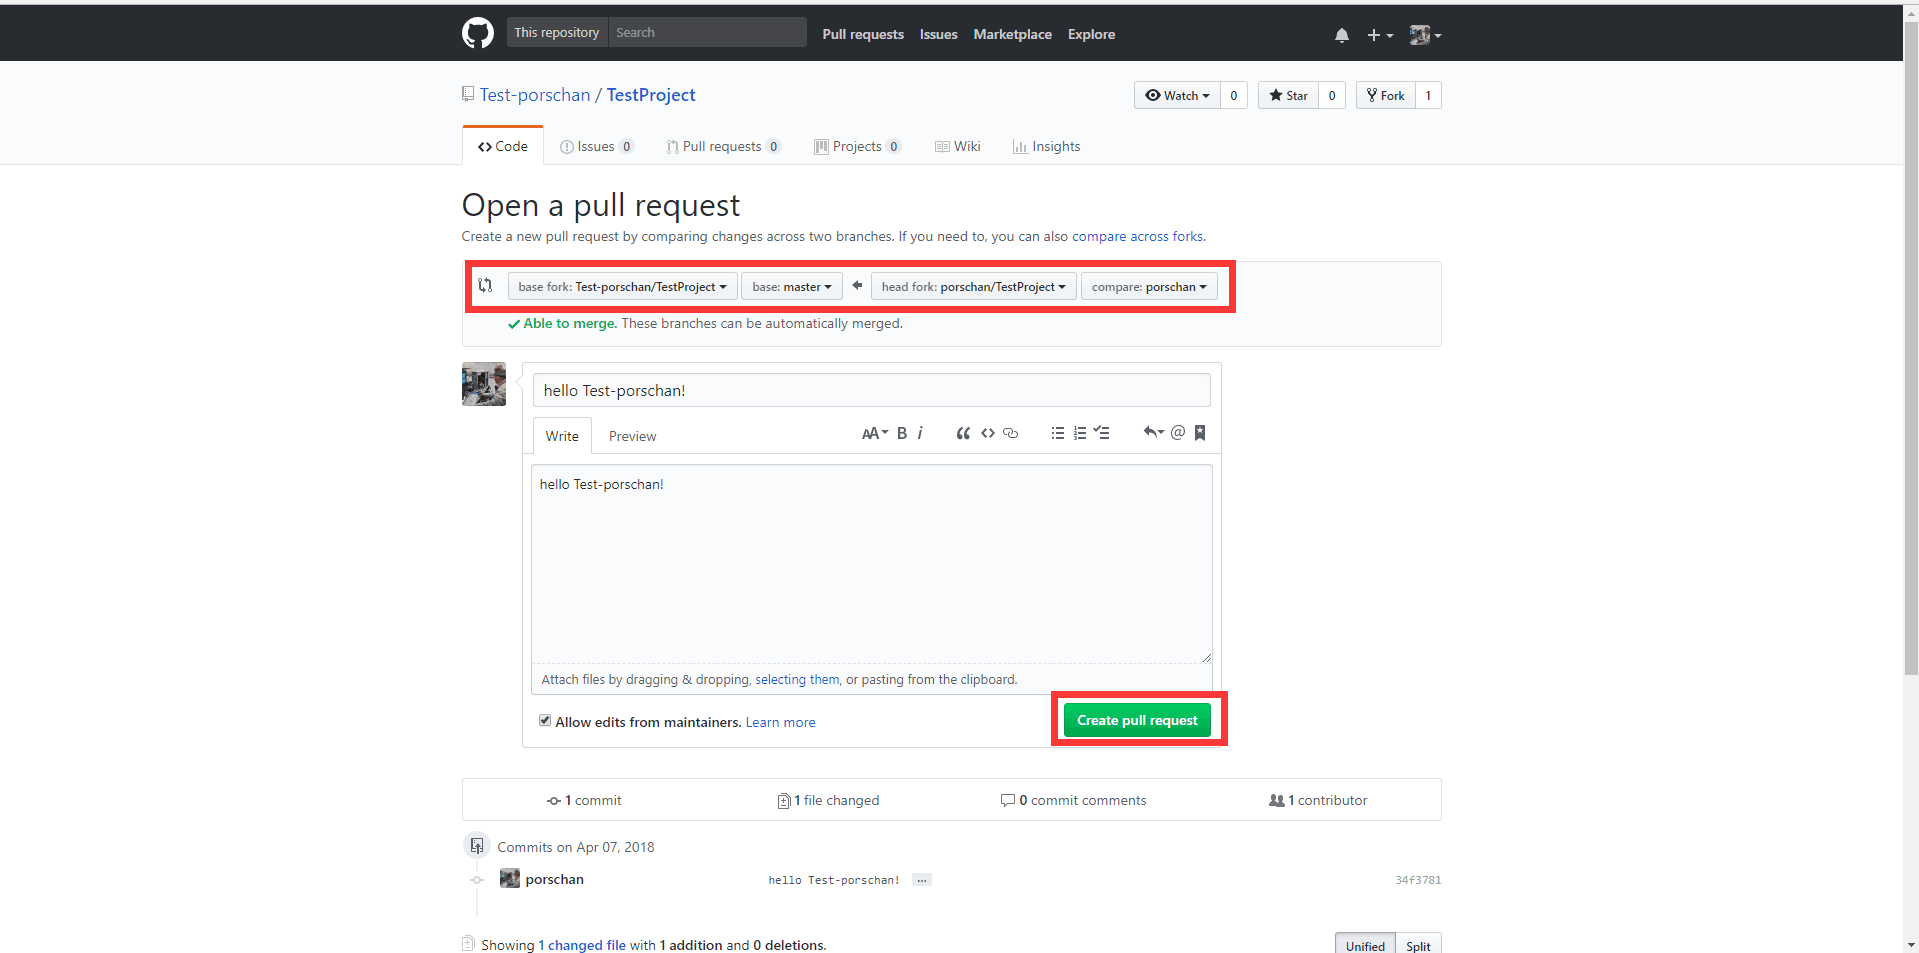 This repository Search Pull requests Issues Marketplace Explore
Test-porschan / TestProject Watch 0 Star 0 Fork 1
Code Issues 0 Pull requests 0 Projects 0 Wiki Insights
Open a pull request
Create a new pull request by comparing changes across two branches. If you need to, you can also compare across forks.
base fork: Test-porschan/TestProject base: master head fork: porschan/TestProject compare: porschan
Able to merge. These branches can be automatically merged.
hello Test-porschan!
Write Preview AA B i @
hello Test-porschan!
Attach files by dragging & dropping, selecting them, or pasting from the clipboard.
Allow edits from maintainers. Learn more Create pull request
1 commit 1 file changed 0 commit comments 1 contributor
Commits on Apr 07, 2018
porschan hello Test-porschan! … 34f3781
Showing 1 changed file with 1 addition and 0 deletions. Unified Split